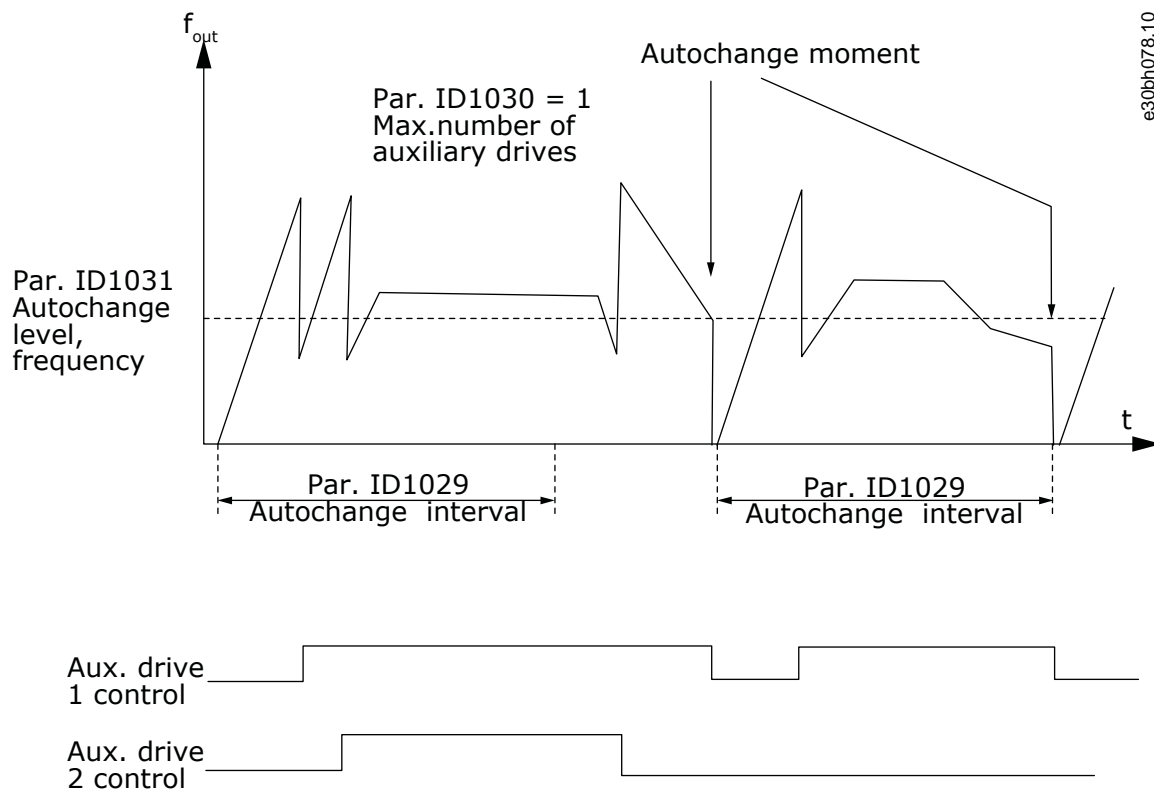 f_out
Autochange moment
e30bh078.10
Par. ID1030 = 1
Max.number of
auxiliary drives
Par. ID1031
Autochange
level,
frequency
t
Par. ID1029
Autochange interval
Par. ID1029
Autochange interval
Aux. drive
1 control
Aux. drive
2 control